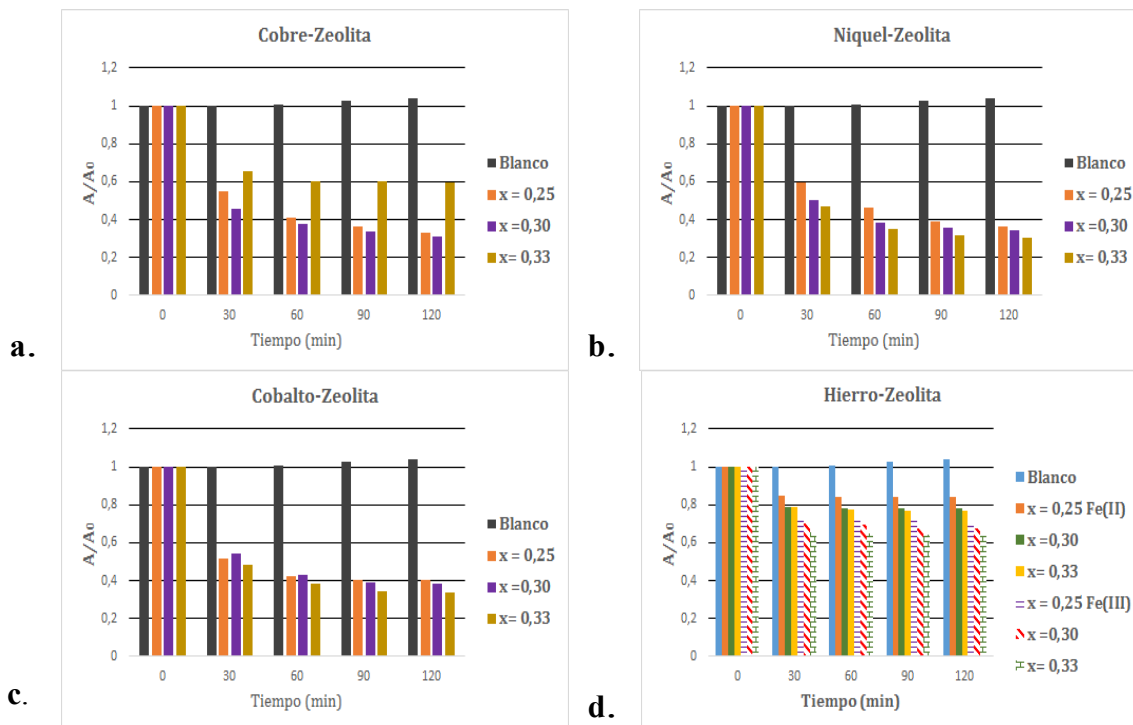 Cobre-Zeolita
1,2
1
0,8
0,6
0,4
0,2
0
A/A0
0 30 60 90 120
Tiempo (min)
Blanco
x = 0,25
x =0,30
x= 0,33
a.
Niquel-Zeolita
1,2
1
0,8
0,6
0,4
0,2
0
A/A0
0 30 60 90 120
Tiempo (min)
Blanco
x = 0,25
x =0,30
x= 0,33
b.
Cobalto-Zeolita
1,2
1
0,8
0,6
0,4
0,2
0
A/A0
0 30 60 90 120
Tiempo (min)
Blanco
x = 0,25
x =0,30
x= 0,33
c.
Hierro-Zeolita
1,2
1
0,8
0,6
0,4
0,2
0
A/A0
0 30 60 90 120
Tiempo (min)
Blanco
x = 0,25 Fe(II)
x =0,30
x= 0,33
x = 0,25 Fe(III)
x =0,30
x= 0,33
d.